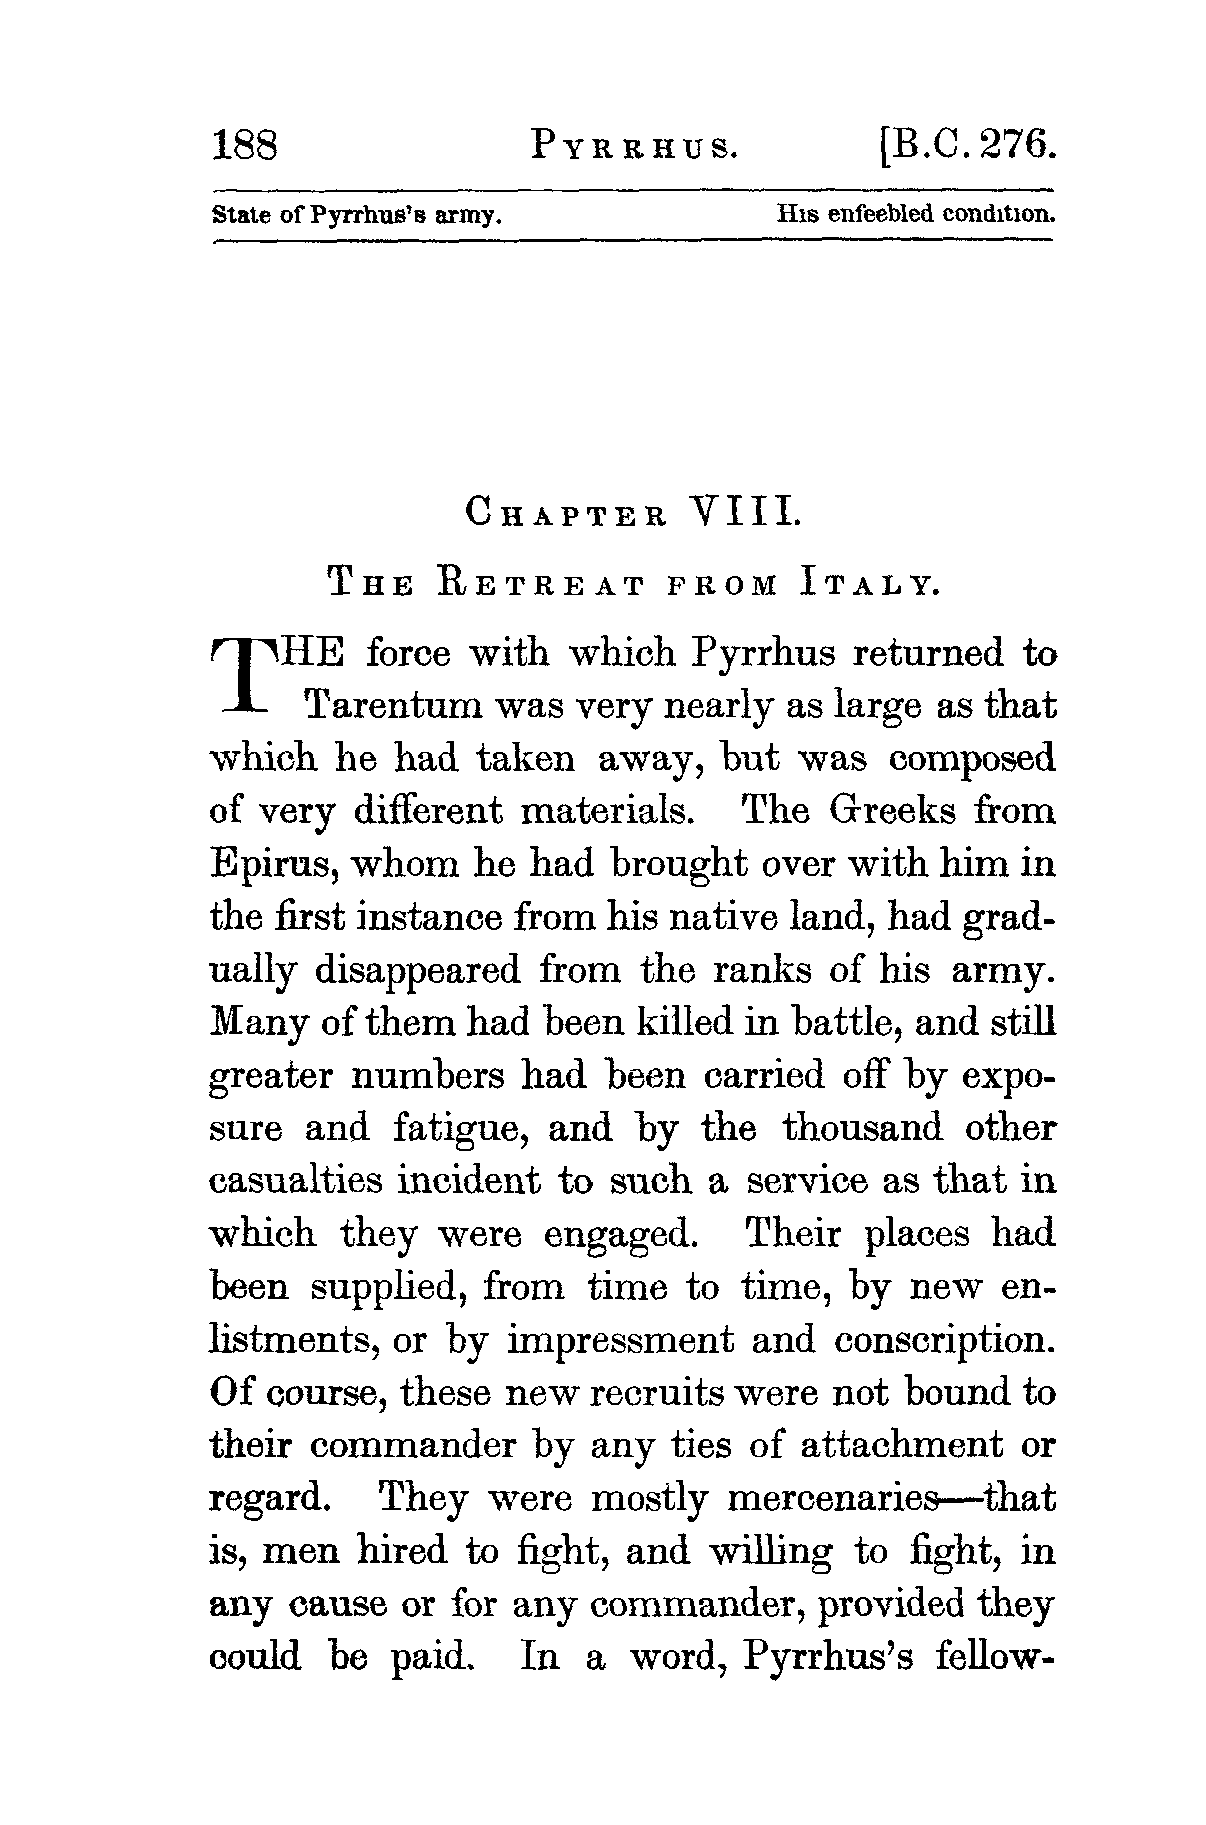 188 PYRRHUS. [B.C. 276.
State of Pyrrhus's army. His enfeebled condition.
CHAPTER VIII.
THE RETREAT FROM ITALY.
THE force with which Pyrrhus returned to
Tarentum was very nearly as large as that
which he had taken away, but was composed
of very different materials. The Greeks from
Epirus, whom he had brought over with him in
the first instance from his native land, had grad-
ually disappeared from the ranks of his army.
Many of them had been killed in battle, and still
greater numbers had been carried off by expo-
sure and fatigue, and by the thousand other
casualties incident to such a service as that in
which they were engaged. Their places had
been supplied, from time to time, by new en-
listments, or by impressment and conscription.
Of course, these new recruits were not bound to
their commander by any ties of attachment or
regard. They were mostly mercenaries—that
is, men hired to fight, and willing to fight, in
any cause or for any commander, provided they
could be paid. In a word, Pyrrhus's fellow-